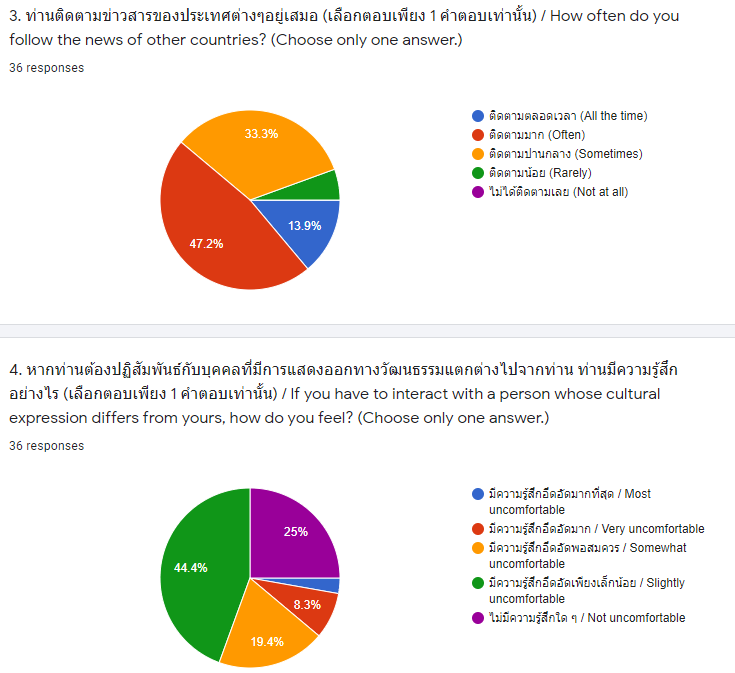 3. ท่านติดตามข่าวสารของประเทศต่างๆอยู่เสมอ (เลือกตอบเพียง 1 คำตอบเท่านั้น) / How often do you
follow the news of other countries? (Choose only one answer.)
36 responses
33.3%
13.9%
47.2%
ติดตามตลอดเวลา (All the time)
ติดตามมาก (Often)
ติดตามปานกลาง (Sometimes)
ติดตามน้อย (Rarely)
ไม่ได้ติดตามเลย (Not at all)
4. หากท่านต้องปฏิสัมพันธ์กับบุคคลที่มีการแสดงออกทางวัฒนธรรมแตกต่างไปจากท่าน ท่านมีความรู้สึก
อย่างไร (เลือกตอบเพียง 1 คำตอบเท่านั้น) / If you have to interact with a person whose cultural
expression differs from yours, how do you feel? (Choose only one answer.)
36 responses
25%
44.4%
8.3%
19.4%
มีความรู้สึกอึดอัดมากที่สุด / Most
uncomfortable
มีความรู้สึกอึดอัดมาก / Very uncomfortable
มีความรู้สึกอึดอัดพอสมควร / Somewhat
uncomfortable
มีความรู้สึกอึดอัดเพียงเล็กน้อย / Slightly
uncomfortable
ไม่มีความรู้สึกใด ๆ / Not uncomfortable